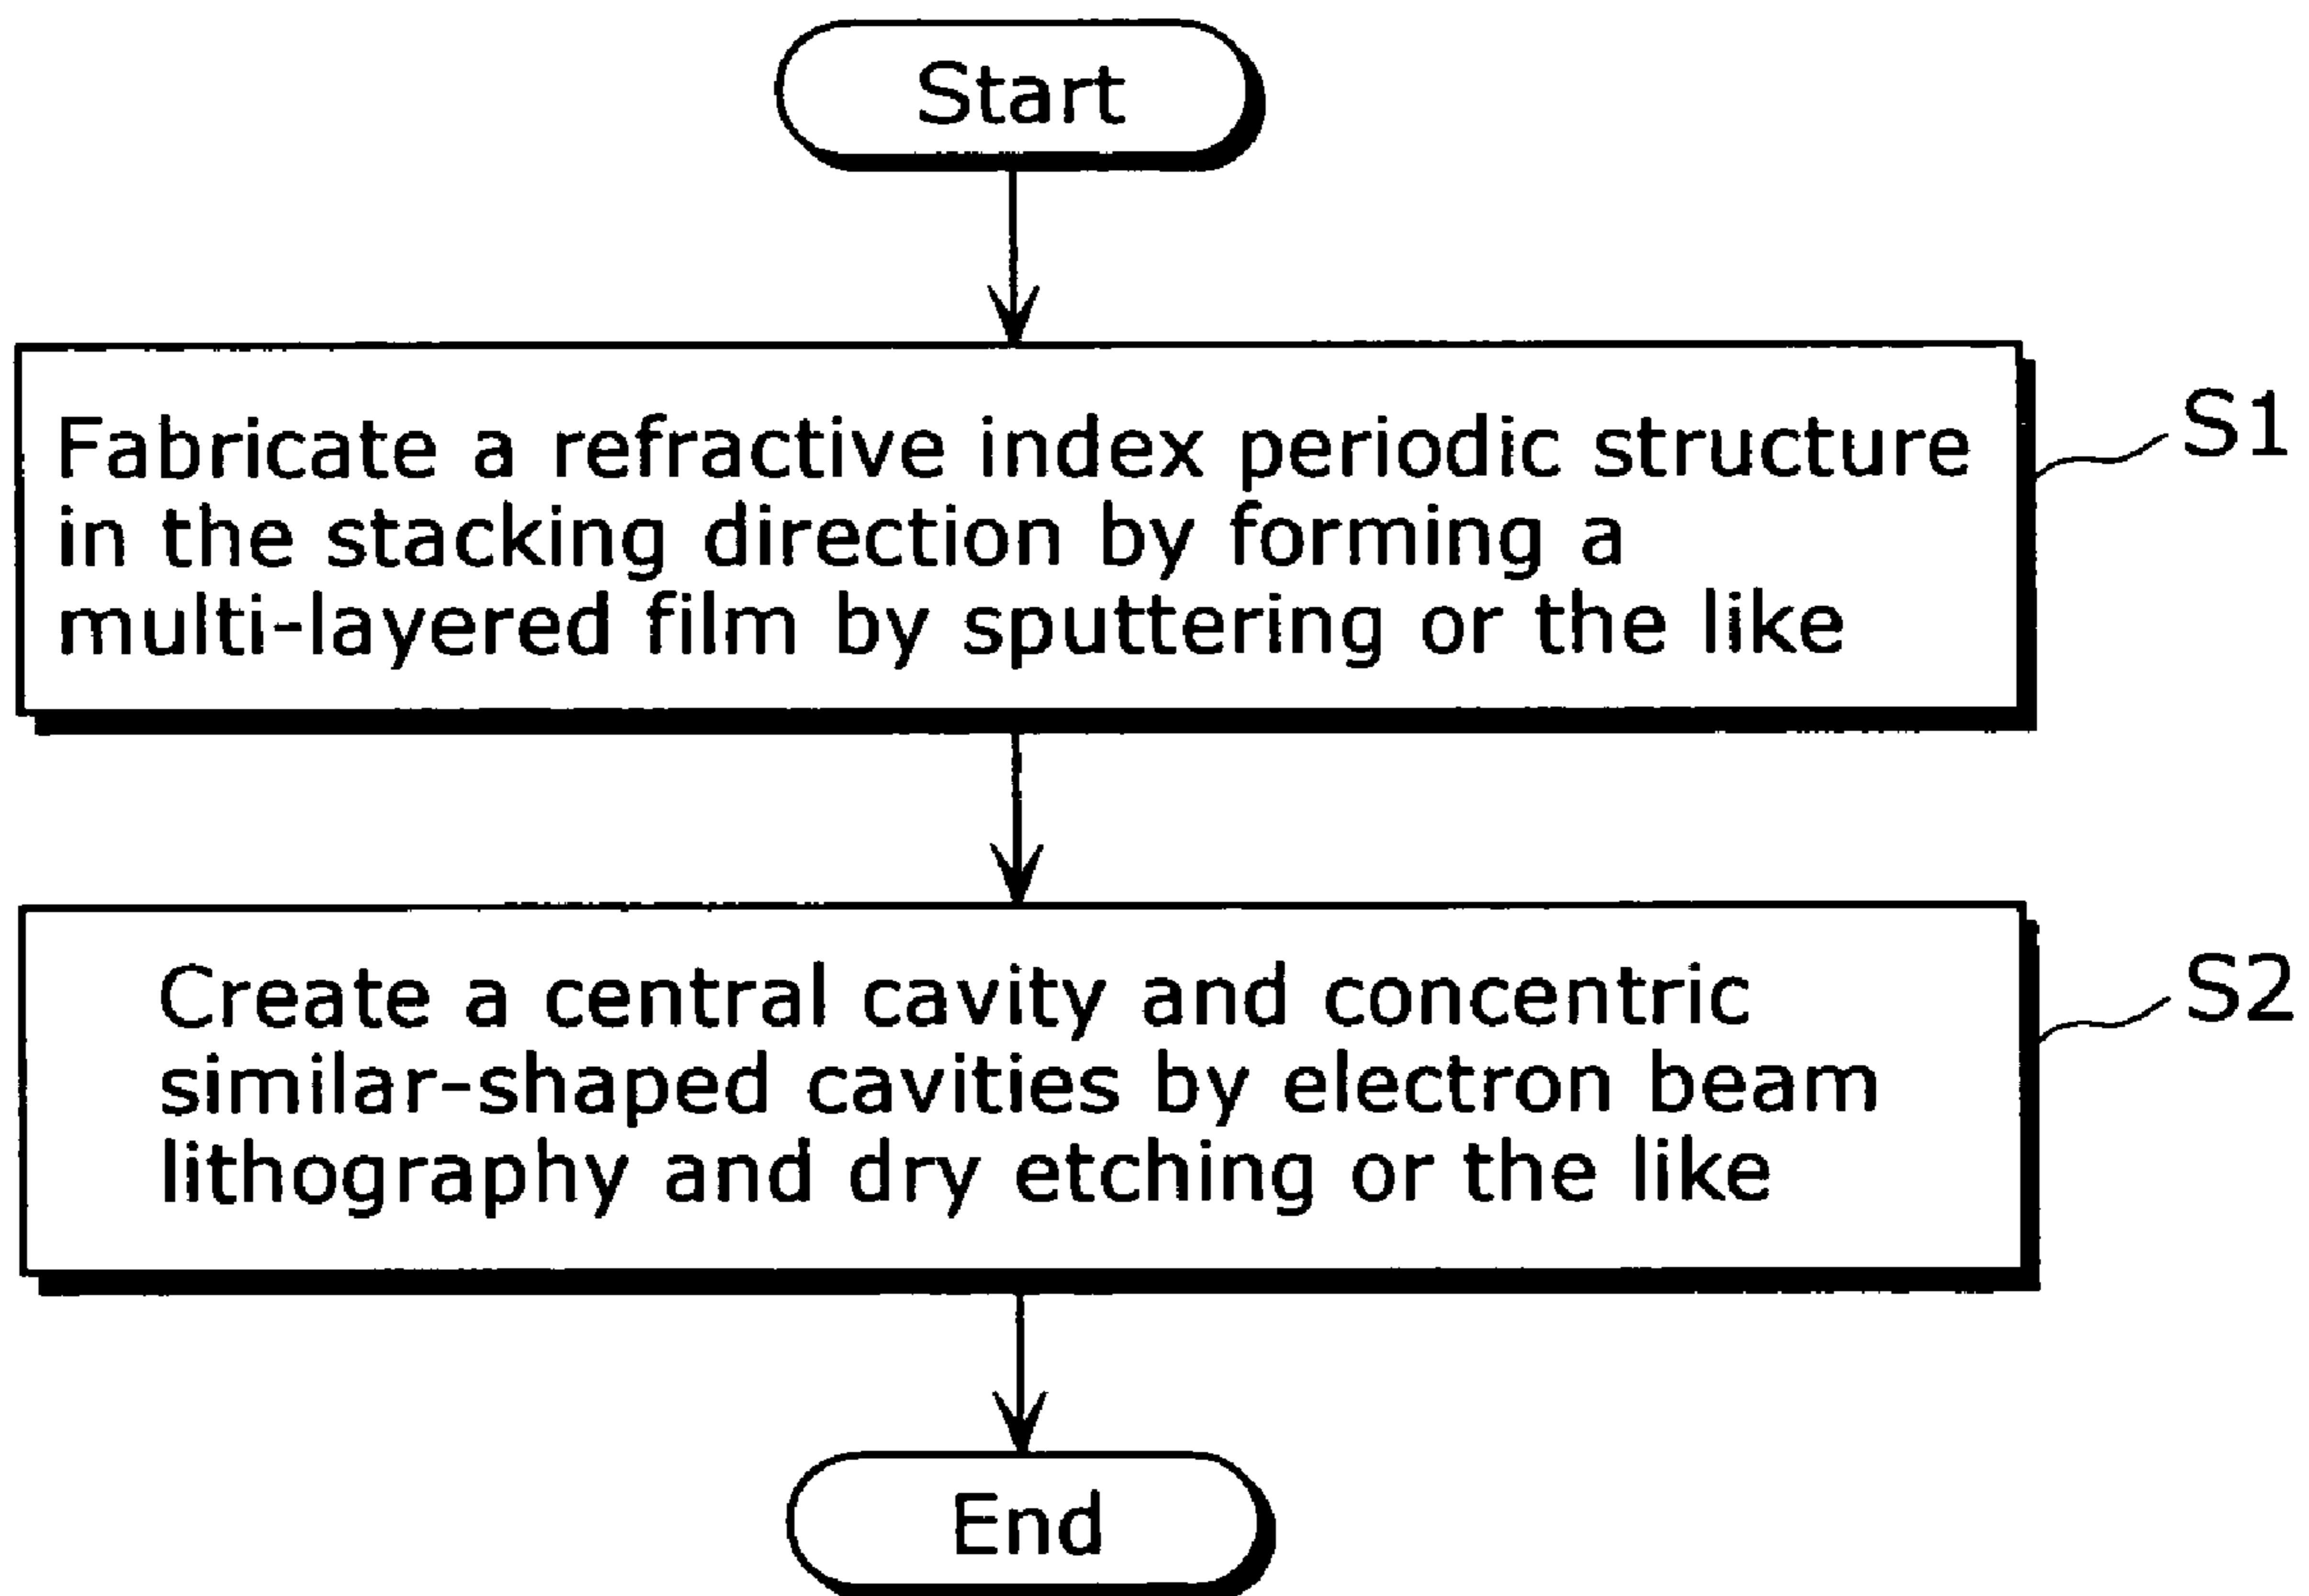 Start
Fabricate a refractive index periodic structure
in the stacking direction by forming a
multi-layered film by sputtering or the like
S1
Create a central cavity and concentric
similar-shaped cavities by electron beam
lithography and dry etching or the like
S2
End